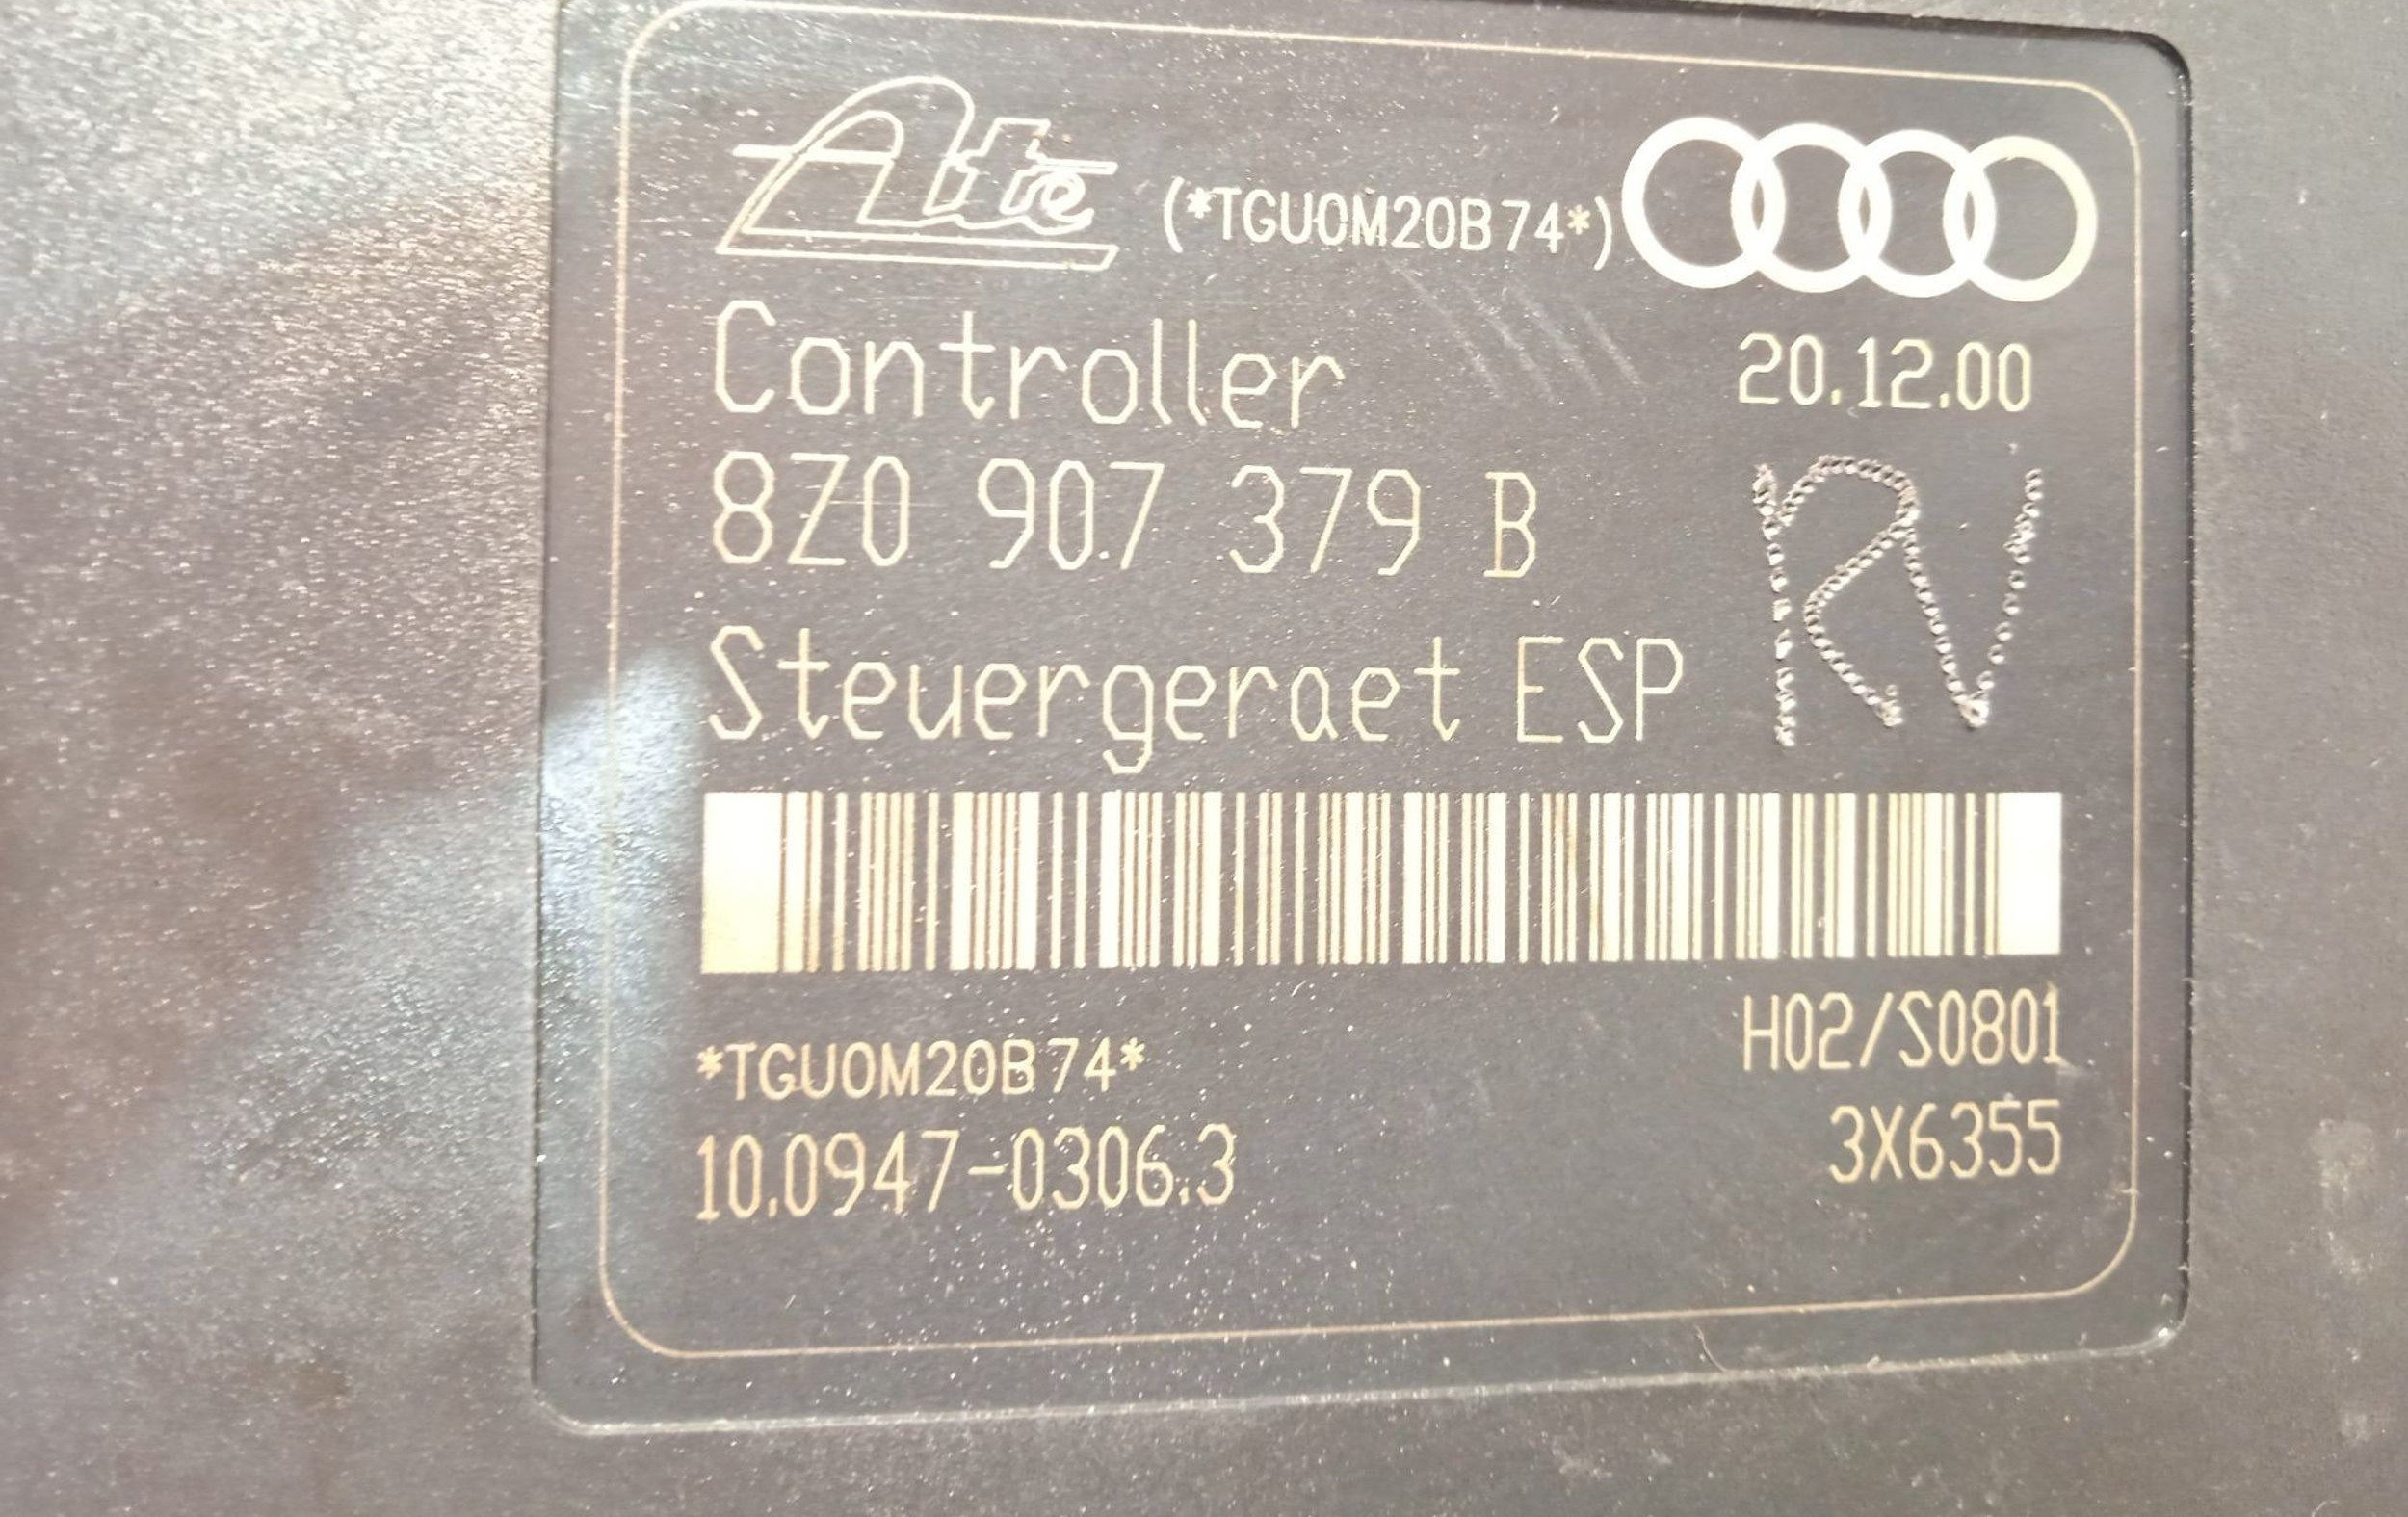 Ate (*TGU0M20B74*)
Controller 20.12.00
8Z0 907 379 B
RV
Steuergeraet ESP
*TGU0M20B74* H02/S0801
10.0947-0306.3 3X6355